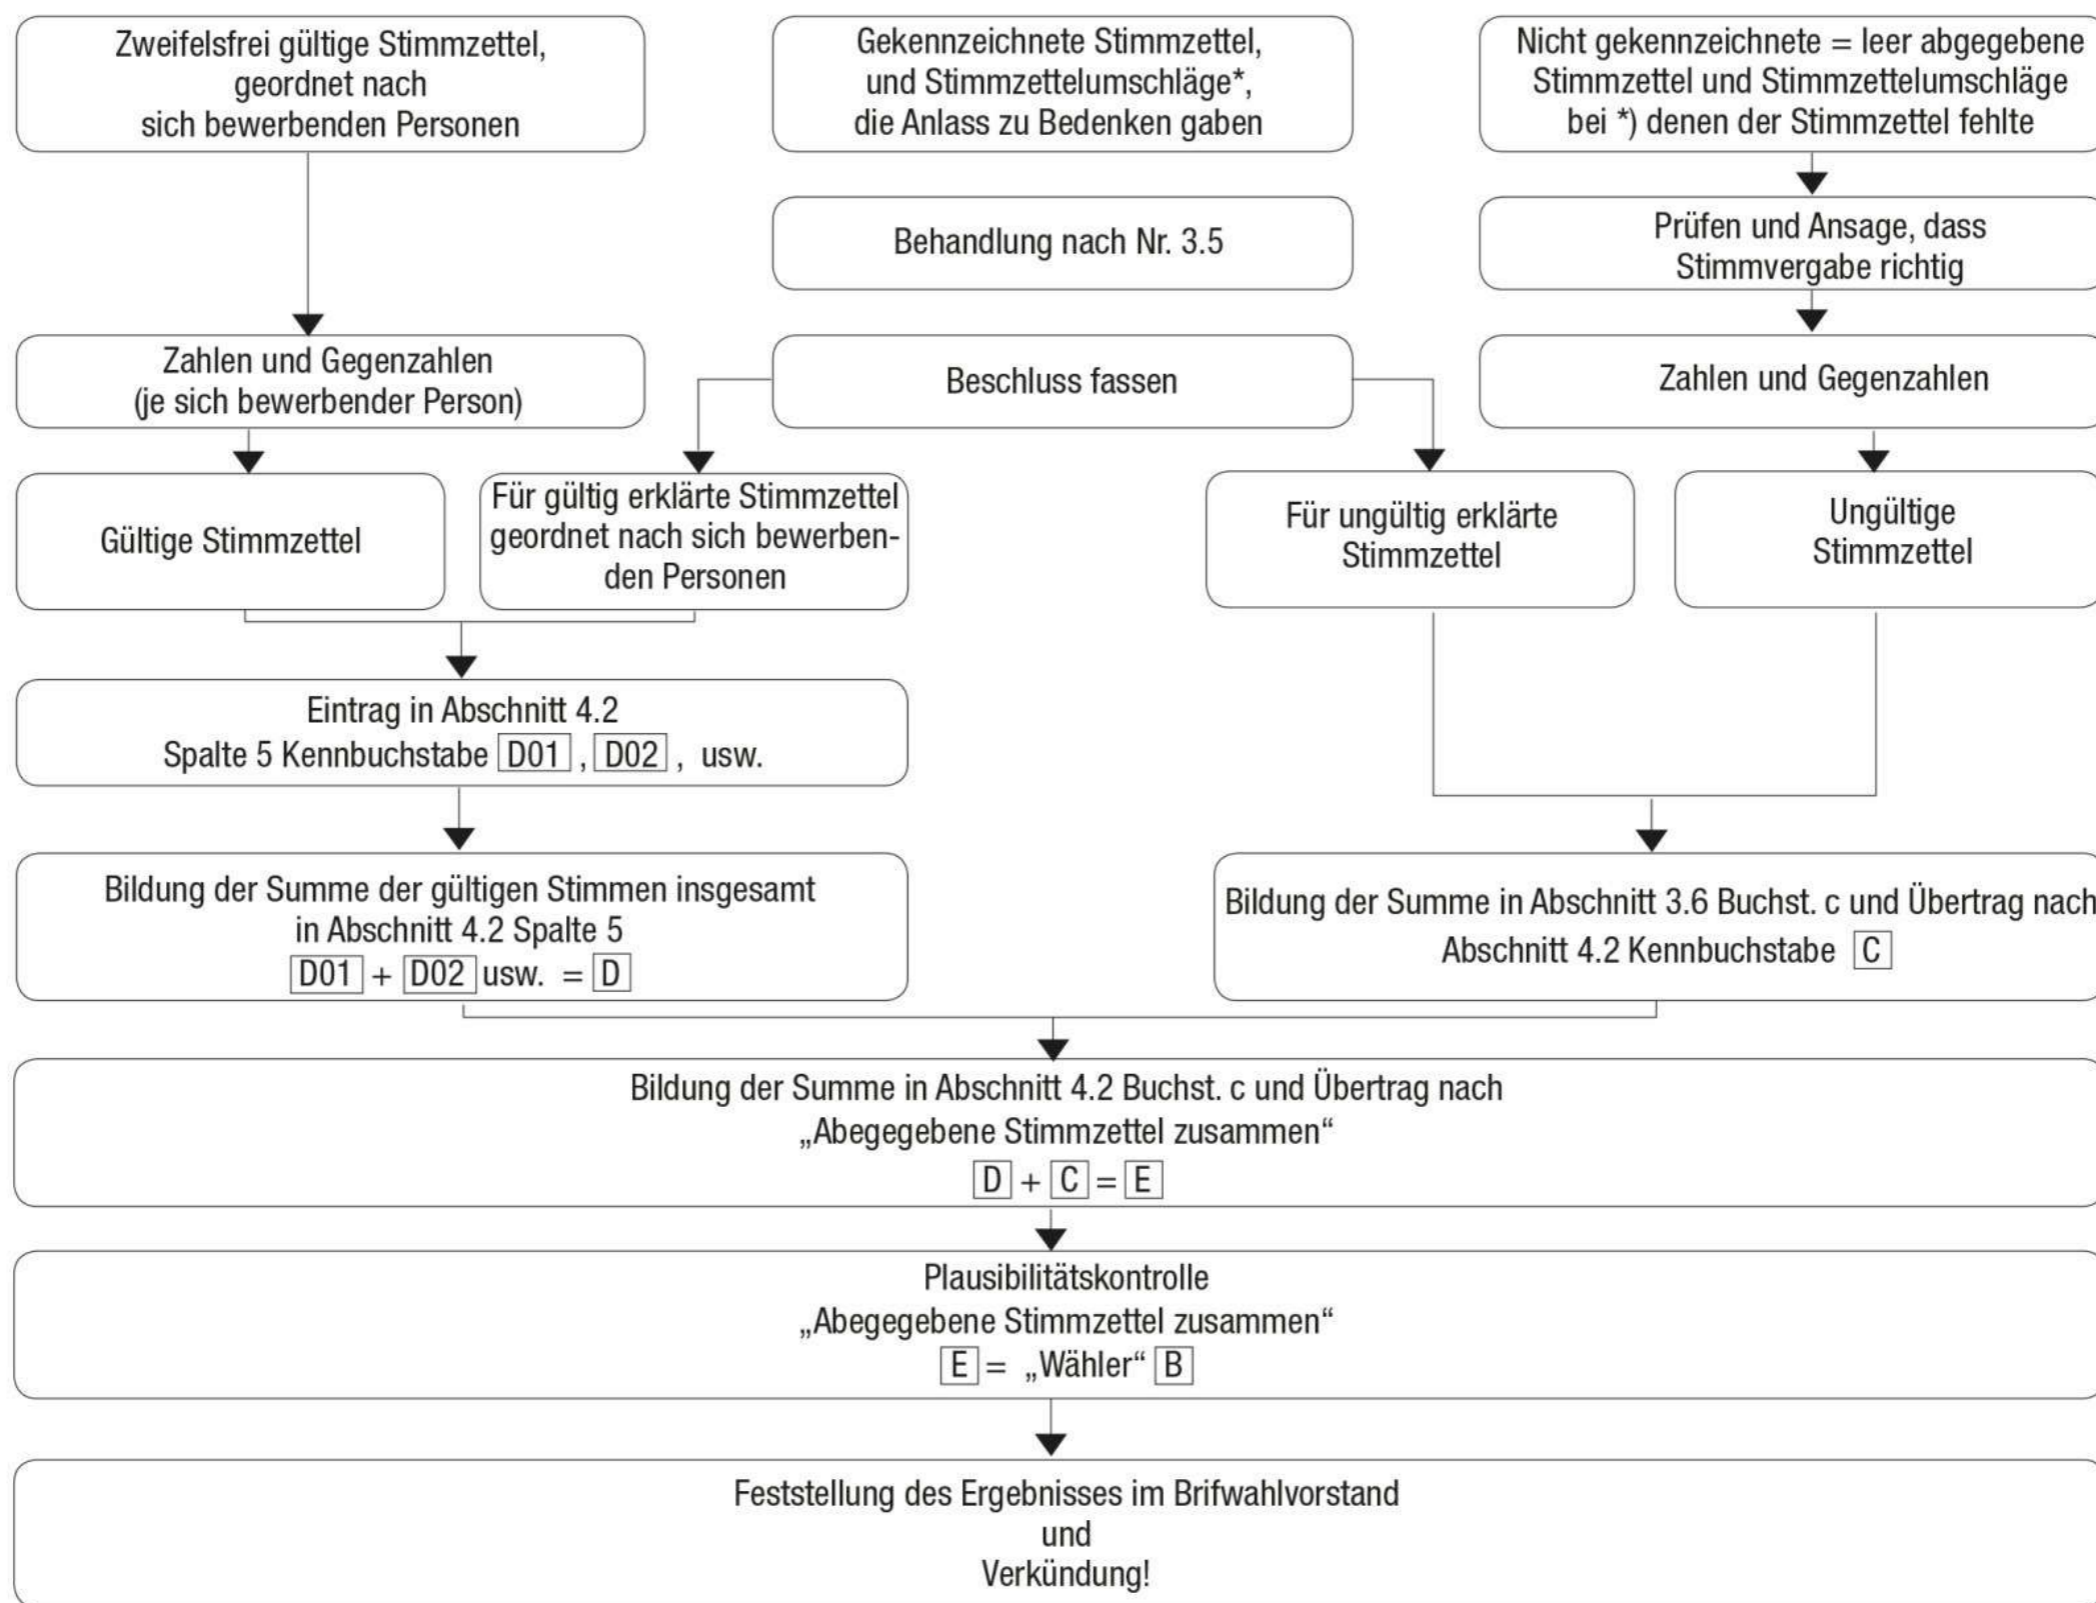 Zweifelsfrei gültige Stimmzettel,
geordnet nach
sich bewerbenden Personen
Gekennzeichnete Stimmzettel,
und Stimmzettelumschläge*,
die Anlass zu Bedenken gaben
Nicht gekennzeichnete = leer abgegebene
Stimmzettel und Stimmzettelumschläge
bei *) denen der Stimmzettel fehlte
Behandlung nach Nr. 3.5
Prüfen und Ansage, dass
Stimmvergabe richtig
Zahlen und Gegenzahlen
(je sich bewerbender Person)
Beschluss fassen
Zahlen und Gegenzahlen
Gültige Stimmzettel
Für gültig erklärte Stimmzettel
geordnet nach sich bewerben-
den Personen
Für ungültig erklärte
Stimmzettel
Ungültige
Stimmzettel
Eintrag in Abschnitt 4.2
Spalte 5 Kennbuchstabe D01 , D02 , usw.
Bildung der Summe der gültigen Stimmen insgesamt
in Abschnitt 4.2 Spalte 5
D01 + D02 usw. = D
Bildung der Summe in Abschnitt 3.6 Buchst. c und Übertrag nach
Abschnitt 4.2 Kennbuchstabe C
Bildung der Summe in Abschnitt 4.2 Buchst. c und Übertrag nach
„Abegegebene Stimmzettel zusammen“
D + C = E
Plausibilitätskontrolle
„Abegegebene Stimmzettel zusammen“
E = „Wähler“ B
Feststellung des Ergebnisses im Brifwahlvorstand
und
Verkündung!